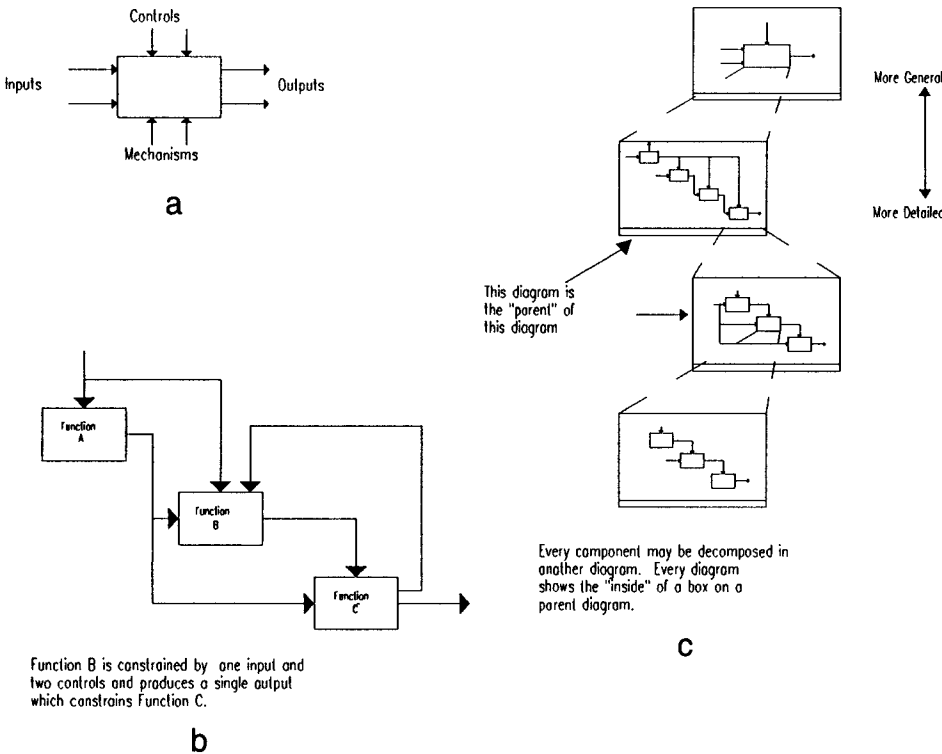 Controls
Inputs
Outputs
Mechanisms
a
Function
A
Function
B
Function
C
Function B is constrained by one input and
two controls and produces a single output
which constrains Function C.
b
More General
More Detailed
This diagram is
the "parent" of
this diagram
Every component may be decomposed in
another diagram. Every diagram
shows the "inside" of a box on a
parent diagram.
c